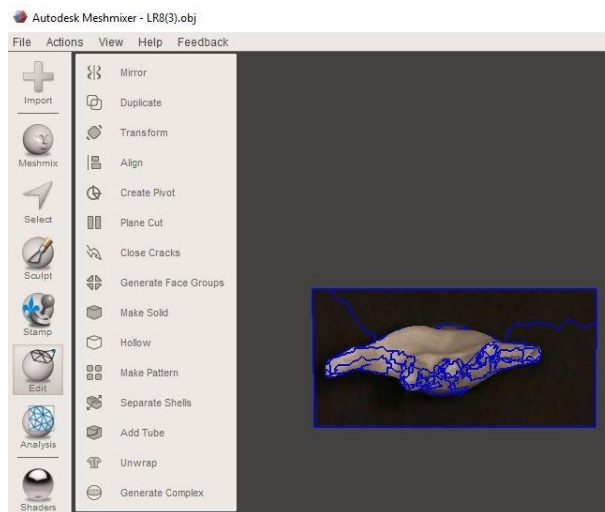 Autodesk Meshmixer - LR8(3).obj
File Actions View Help Feedback
Import
Meshmix
Select
Sculpt
Stamp
Edit
Analysis
Shaders
Mirror
Duplicate
Transform
Align
Create Pivot
Plane Cut
Close Cracks
Generate Face Groups
Make Solid
Hollow
Make Pattern
Separate Shells
Add Tube
Unwrap
Generate Complex